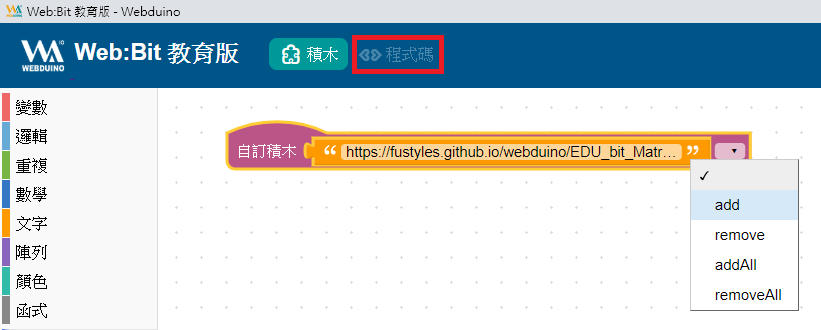 Web:Bit 教育版 - Webduino
WEBDUINO
Web:Bit 教育版
積木
程式碼
變數
邏輯
重複
數學
文字
陣列
顏色
函式
自訂積木 “ https://fustyles.github.io/webduino/EDU_bit_Matr… ”
✓
add
remove
addAll
removeAll